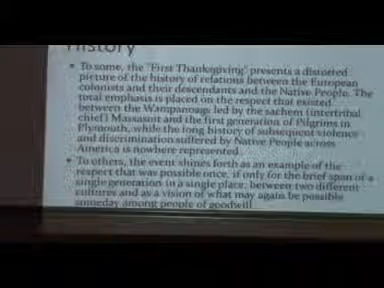 History
• To some, the "First Thanksgiving" presents a distorted
picture of the history of relations between the European
colonists and their descendants and the Native People. The
total emphasis is placed on the respect that existed
between the Wampanoags led by the sachem (intertribal
chief) Massasoit and the first generation of Pilgrims in
Plymouth, while the long history of subsequent violence
and discrimination suffered by Native People across
America is nowhere represented.
• To others, the event shines forth as an example of the
respect that was possible once, if only for the brief span of a
single generation in a single place, between two different
cultures and as a vision of what may again be possible
someday among people of goodwill.